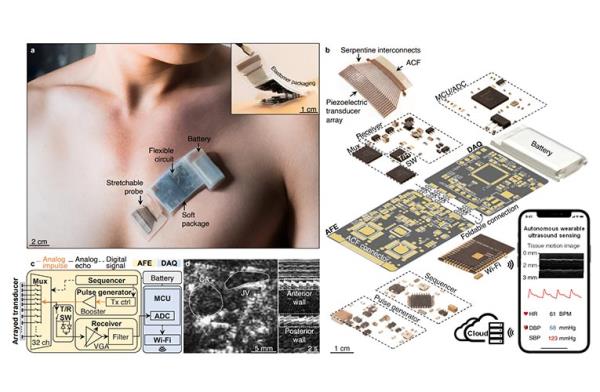 a
Elastomer packaging
1 cm
Battery
Flexible
circuit
Stretchable
probe
Soft
package
2 cm
b
Serpentine interconnects
ACF
Piezoelectric
transducer
array
MCU/ADC
Receiver
Mux
T/R
SW
DAQ
Battery
AFE
ACF connector
Foldable connection
Wi-Fi
Sequencer
Pulse generator
Cloud
1 cm
Autonomous wearable
ultrasound sensing
Tissue motion image
0 mm
2 mm
3 mm
HR 61 BPM
DBP 68 mmHg
SBP 123 mmHg
c
Analog
impulse
Analog
echo
Digital
signal
AFE DAQ
Arrayed transducer
Mux
32 ch
Sequencer
Pulse generator
Booster
Tx ctrl
T/R
SW
Receiver
VGA
Filter
Battery
MCU
ADC
Wi-Fi
d
CA
JV
5 mm
Anterior
wall
Posterior
wall
2 s